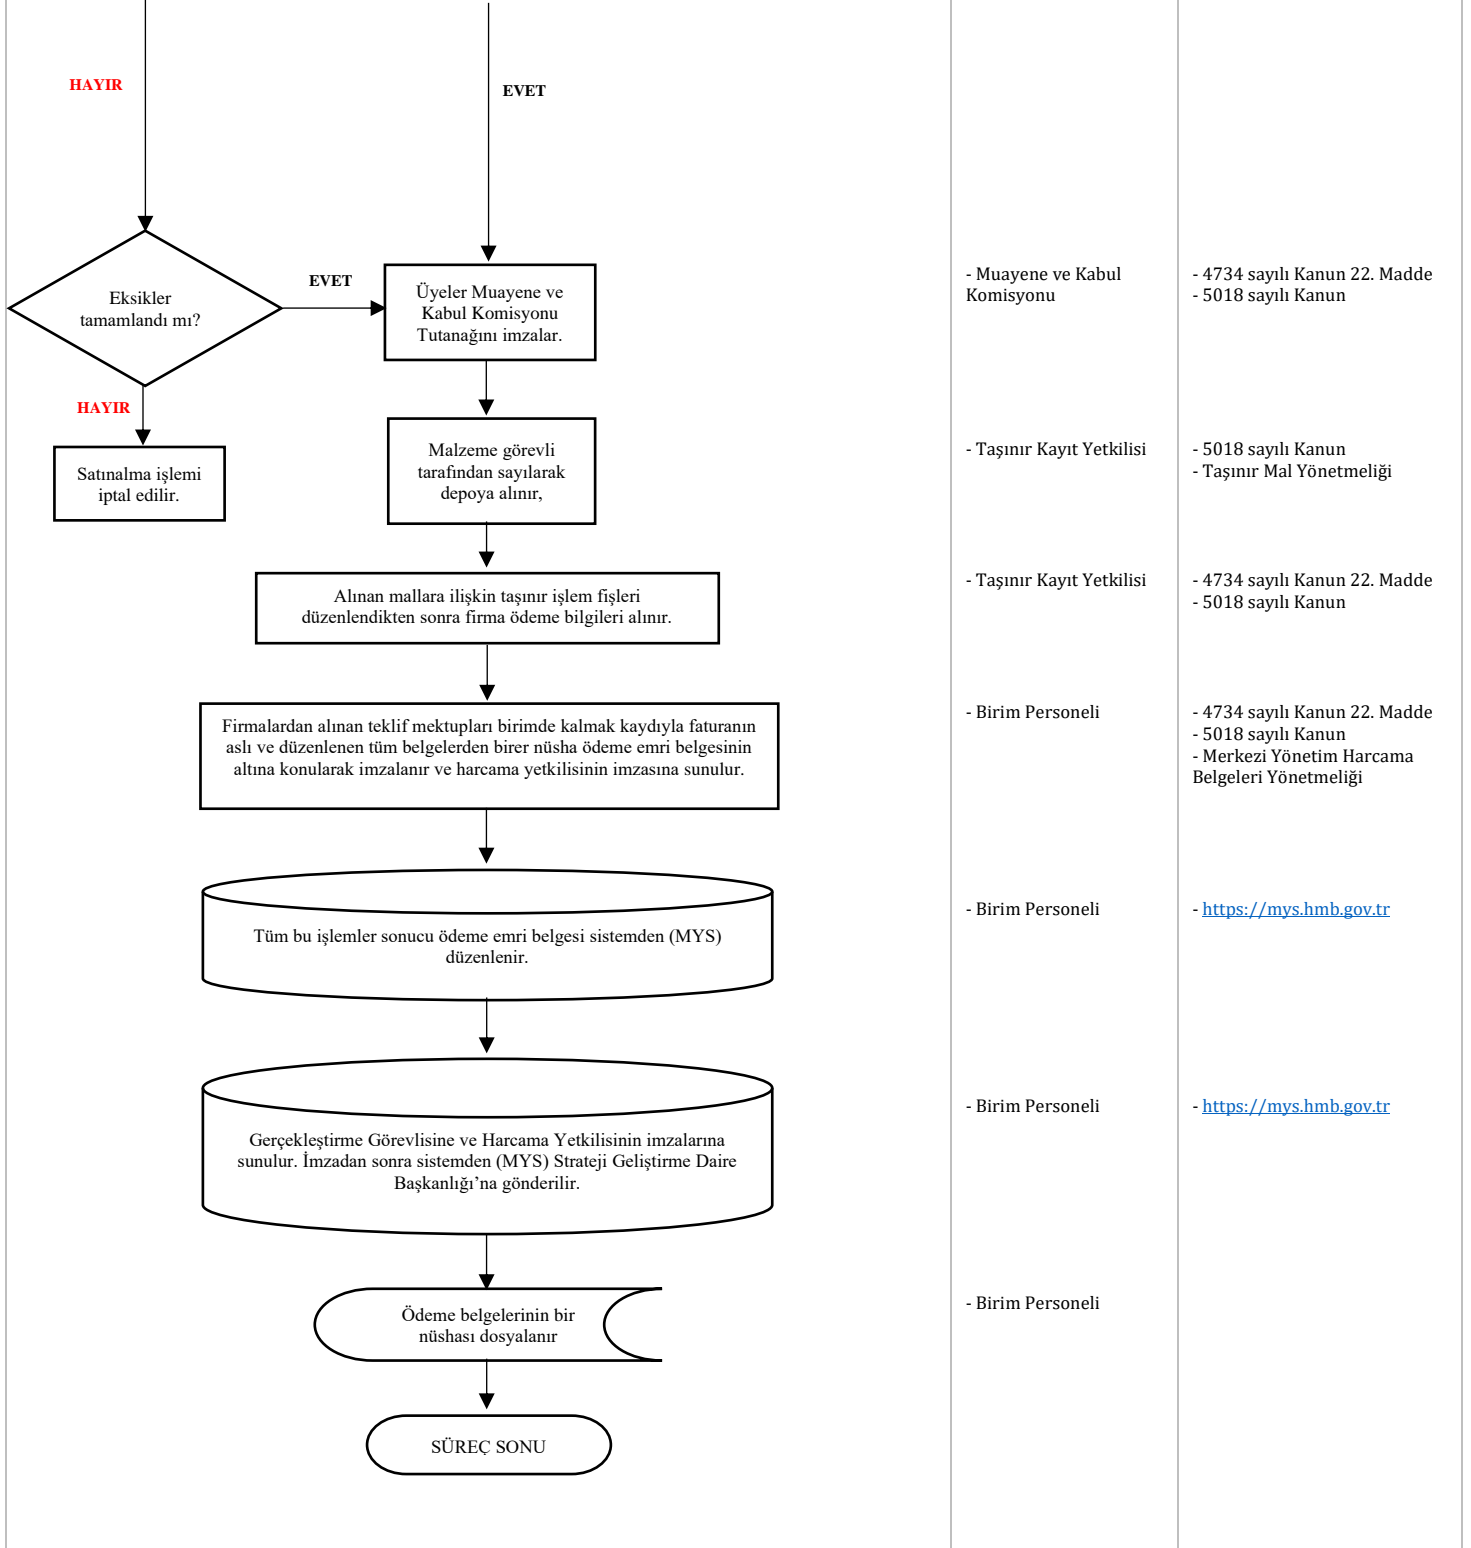 HAYIR
EVET
Eksikler
tamamlandı mı?
EVET
Üyeler Muayene ve
Kabul Komisyonu
Tutanağını imzalar.
- Muayene ve Kabul
Komisyonu
- 4734 sayılı Kanun 22. Madde
- 5018 sayılı Kanun
HAYIR
Satınalma işlemi
iptal edilir.
Malzeme görevli
tarafından sayılarak
depoya alınır,
- Taşınır Kayıt Yetkilisi
- 5018 sayılı Kanun
- Taşınır Mal Yönetmeliği
Alınan mallara ilişkin taşınır işlem fişleri
düzenlendikten sonra firma ödeme bilgileri alınır.
- Taşınır Kayıt Yetkilisi
- 4734 sayılı Kanun 22. Madde
- 5018 sayılı Kanun
Firmalardan alınan teklif mektupları birimde kalmak kaydıyla faturanın
aslı ve düzenlenen tüm belgelerden birer nüsha ödeme emri belgesinin
altına konularak imzalanır ve harcama yetkilisinin imzasına sunulur.
- Birim Personeli
- 4734 sayılı Kanun 22. Madde
- 5018 sayılı Kanun
- Merkezi Yönetim Harcama
Belgeleri Yönetmeliği
Tüm bu işlemler sonucu ödeme emri belgesi sistemden (MYS)
düzenlenir.
- Birim Personeli
- https://mys.hmb.gov.tr
Gerçekleştirme Görevlisine ve Harcama Yetkilisinin imzalarına
sunulur. İmzadan sonra sistemden (MYS) Strateji Geliştirme Daire
Başkanlığı’na gönderilir.
- Birim Personeli
- https://mys.hmb.gov.tr
Ödeme belgelerinin bir
nüshası dosyalanır
- Birim Personeli
SÜREÇ SONU